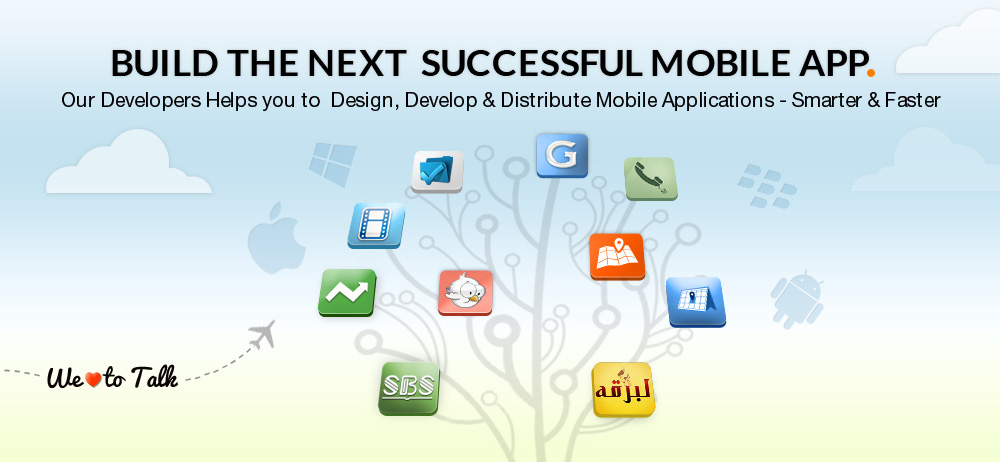 BUILD THE NEXT SUCCESSFUL MOBILE APP.
Our Developers Helps you to Design, Develop & Distribute Mobile Applications - Smarter & Faster
G
We ❤ to Talk
SBS
لبزقه